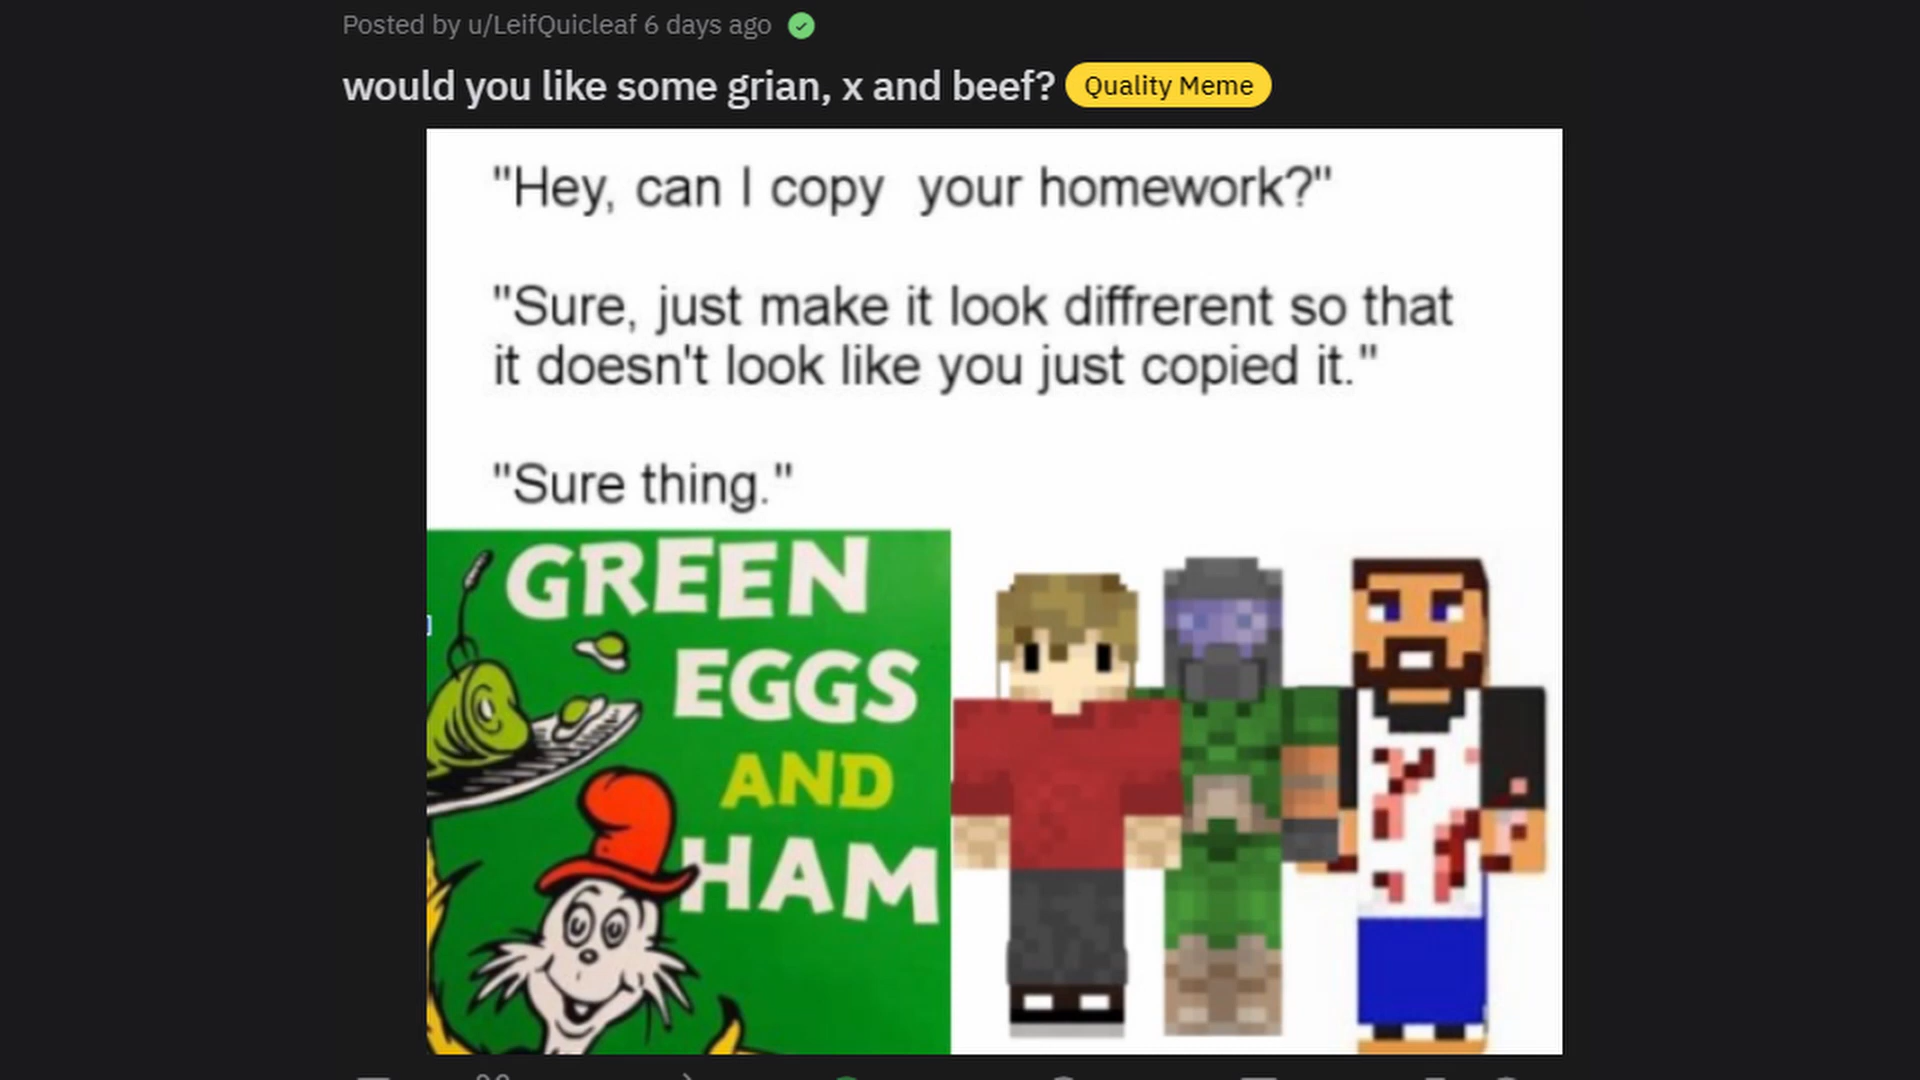 Posted by u/LeifQuicleaf 6 days ago
would you like some grian, x and beef? Quality Meme
"Hey, can I copy  your homework?"
"Sure, just make it look diffrerent so that
it doesn't look like you just copied it."
"Sure thing."
GREEN
EGGS
AND
HAM